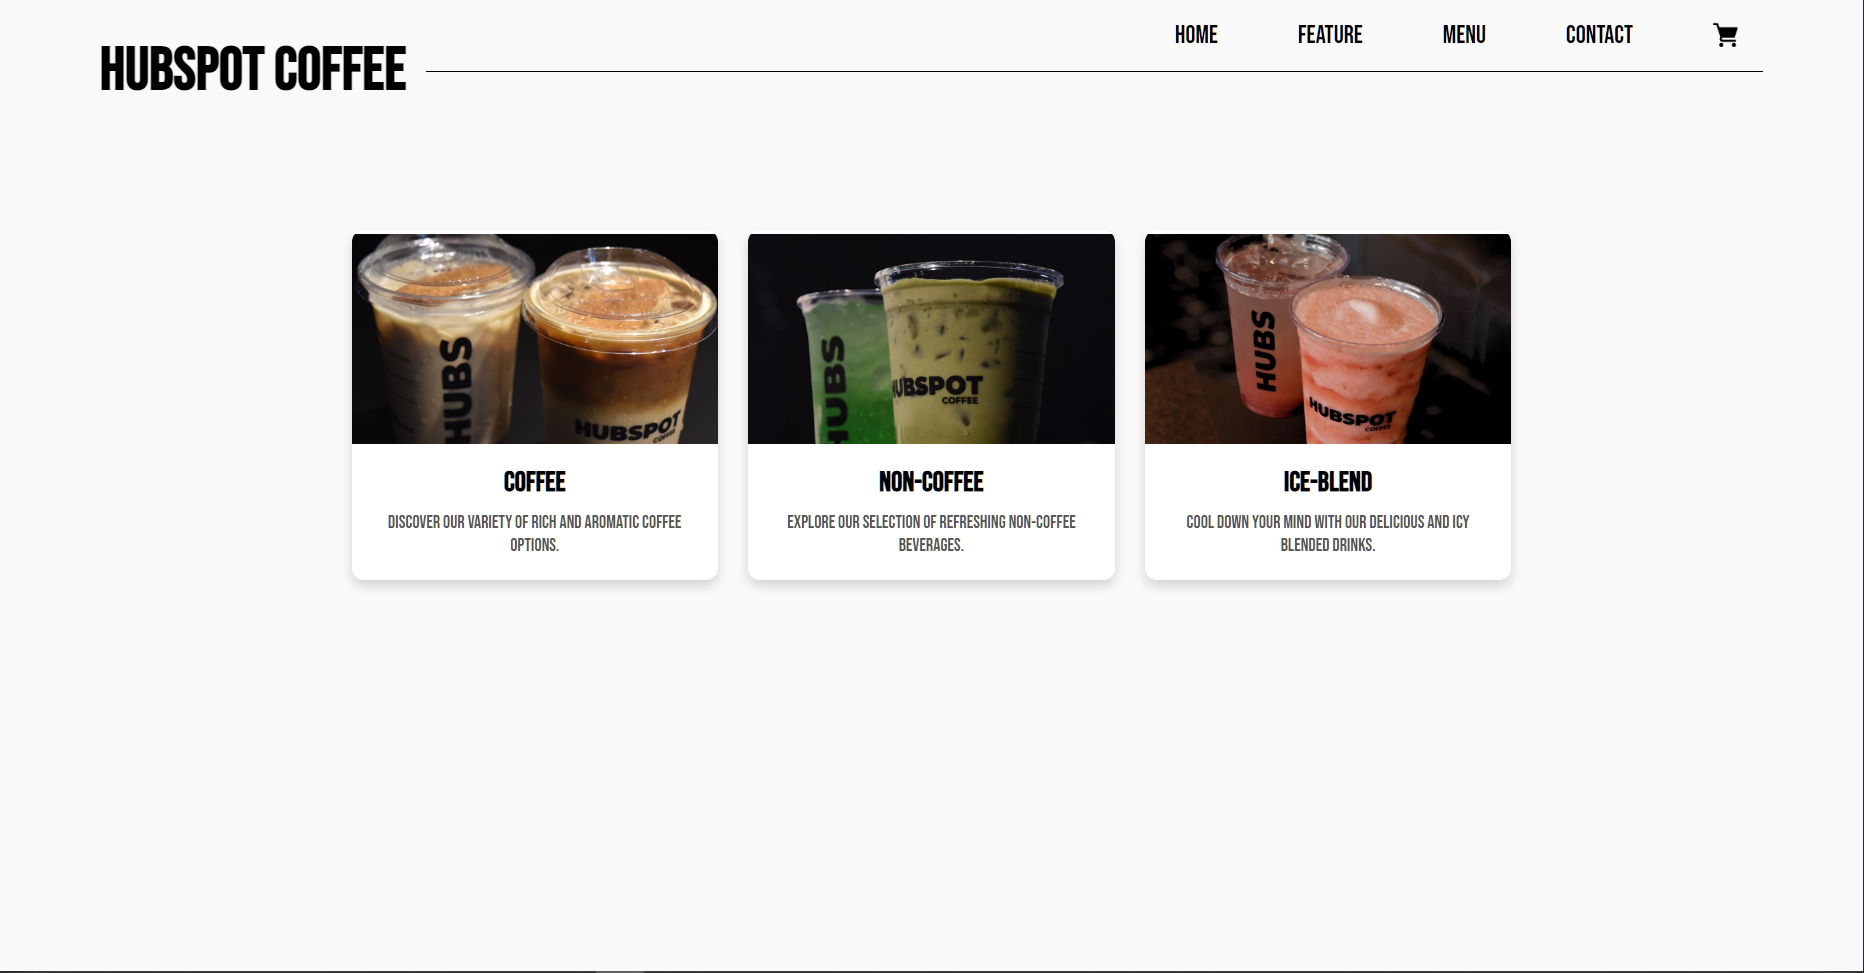 HOME FEATURE MENU CONTACT
HUBSPOT COFFEE
HUBS
HUBSPOT
COFFEE
HUBS
HUBSPOT
COFFEE
HUBS
HUBSPOT
COFFEE
COFFEE
DISCOVER OUR VARIETY OF RICH AND AROMATIC COFFEE
OPTIONS.
NON-COFFEE
EXPLORE OUR SELECTION OF REFRESHING NON-COFFEE
BEVERAGES.
ICE-BLEND
COOL DOWN YOUR MIND WITH OUR DELICIOUS AND ICY
BLENDED DRINKS.